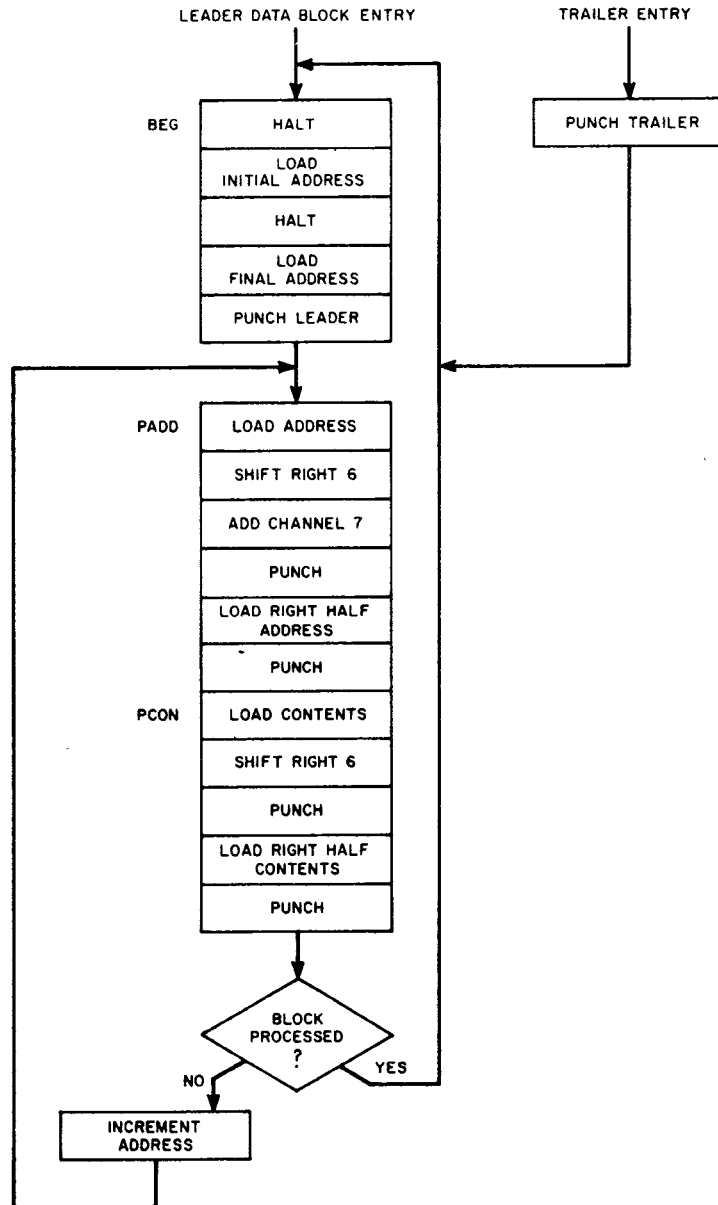 LEADER DATA BLOCK ENTRY
TRAILER ENTRY
BEG
HALT
PUNCH TRAILER
LOAD
INITIAL ADDRESS
HALT
LOAD
FINAL ADDRESS
PUNCH LEADER
PADD
LOAD ADDRESS
SHIFT RIGHT 6
ADD CHANNEL 7
PUNCH
LOAD RIGHT HALF
ADDRESS
PUNCH
PCON
LOAD CONTENTS
SHIFT RIGHT 6
PUNCH
LOAD RIGHT HALF
CONTENTS
PUNCH
BLOCK
PROCESSED
?
NO
YES
INCREMENT
ADDRESS